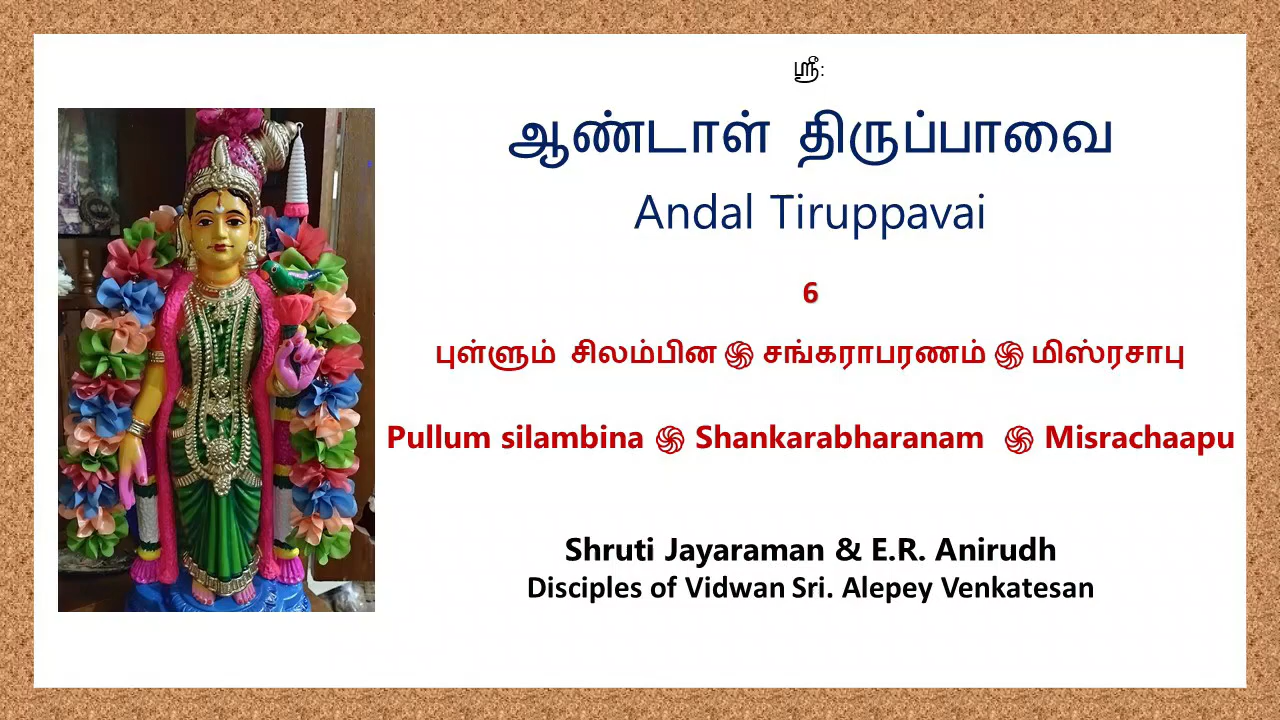 ஸ்ரீ:
ஆண்டாள் திருப்பாவை
Andal Tiruppavai
6
புள்ளும் சிலம்பின ֍ சங்கராபரணம் ֍ மிஸ்ரசாபு
Pullum silambina ֍ Shankarabharanam ֍ Misrachaapu
Shruti Jayaraman & E.R. Anirudh
Disciples of Vidwan Sri. Alepey Venkatesan